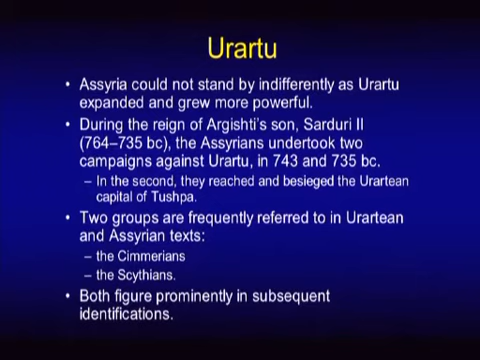 Urartu
• Assyria could not stand by indifferently as Urartu
expanded and grew more powerful.
• During the reign of Argishti's son, Sarduri II
(764–735 bc), the Assyrians undertook two
campaigns against Urartu, in 743 and 735 bc.
– In the second, they reached and besieged the Urartean
capital of Tushpa.
• Two groups are frequently referred to in Urartean
and Assyrian texts:
– the Cimmerians
– the Scythians.
• Both figure prominently in subsequent
identifications.